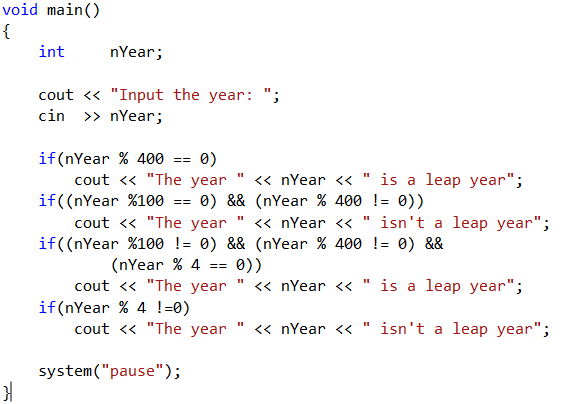 void main()
{
    int     nYear;

    cout << "Input the year: ";
    cin  >> nYear;

    if(nYear % 400 == 0)
        cout << "The year " << nYear << " is a leap year";
    if((nYear %100 == 0) && (nYear % 400 != 0))
        cout << "The year " << nYear << " isn't a leap year";
    if((nYear %100 != 0) && (nYear % 400 != 0) &&
            (nYear % 4 == 0))
        cout << "The year " << nYear << " is a leap year";
    if(nYear % 4 !=0)
        cout << "The year " << nYear << " isn't a leap year";

    system("pause");
}